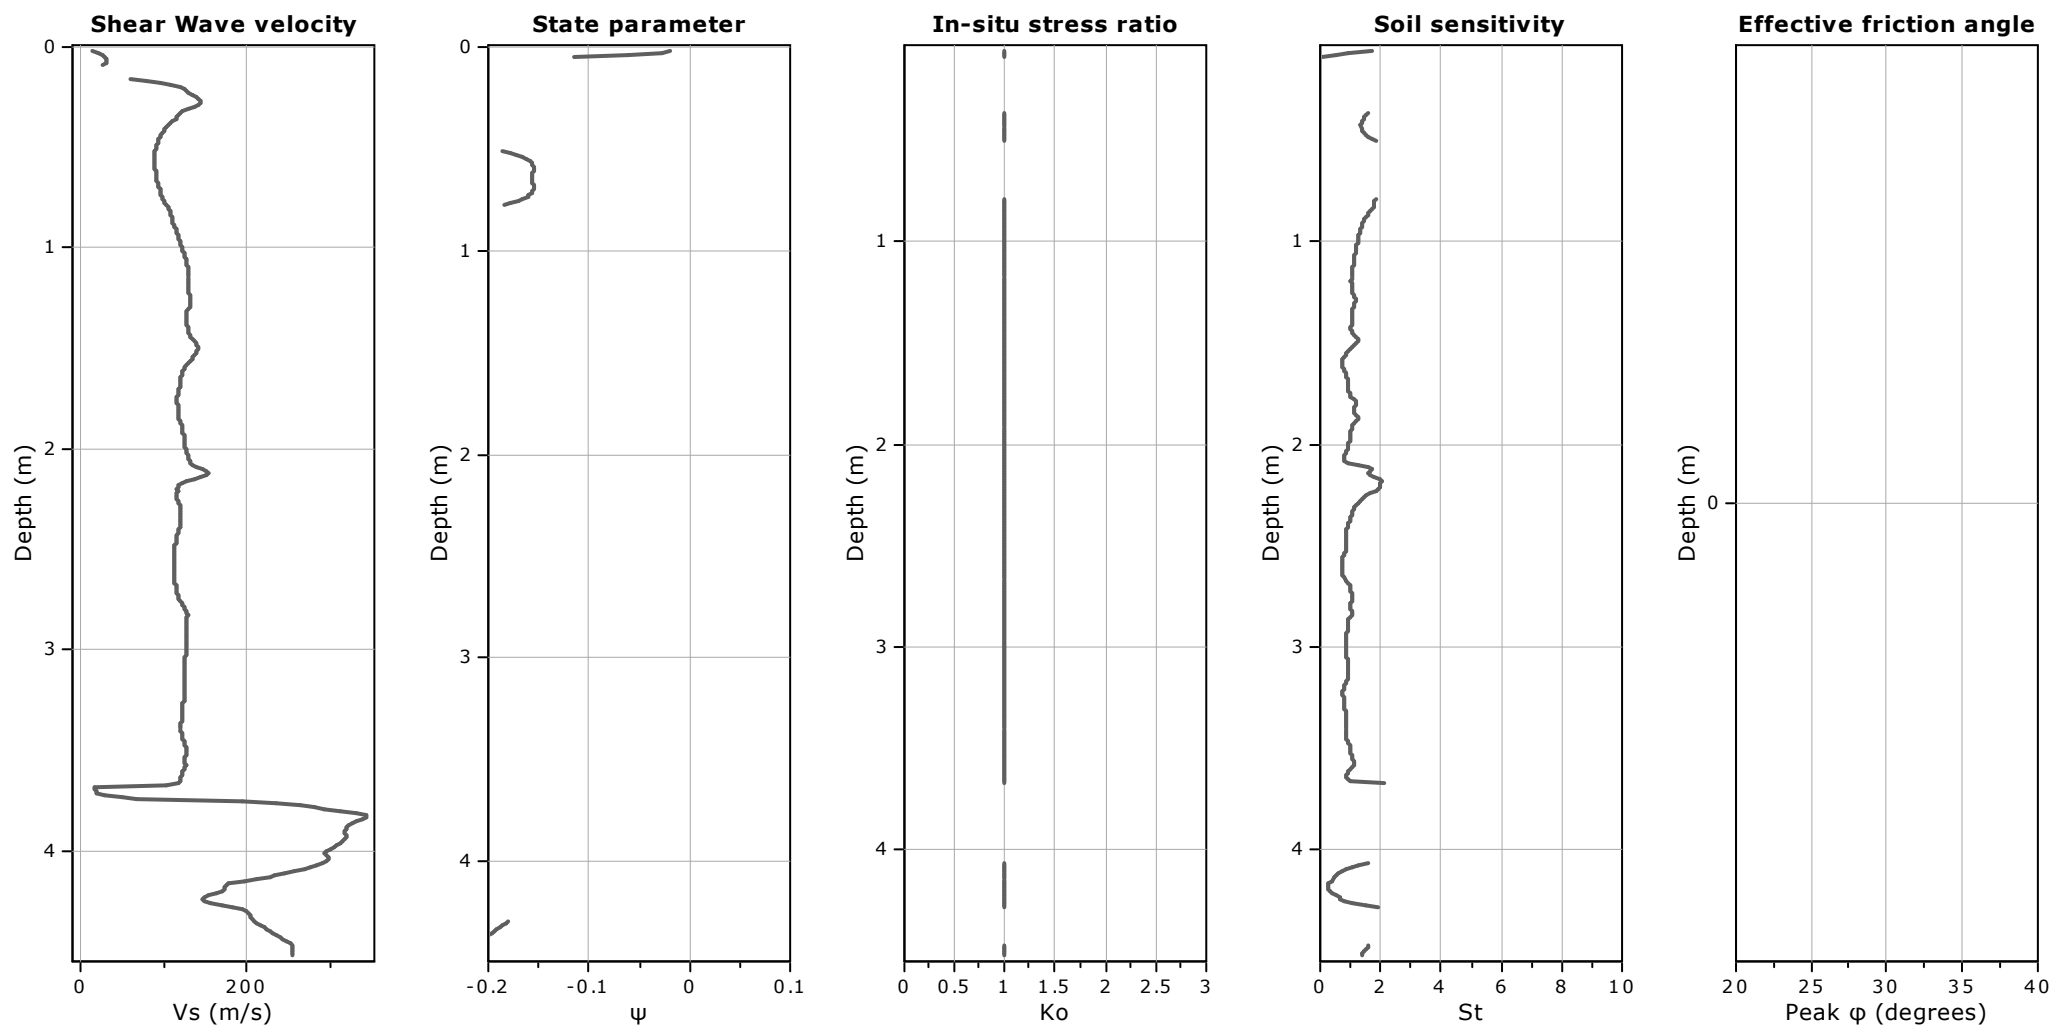 Shear Wave velocity
0
1
2
3
4
Depth (m)
0 200
Vs (m/s)
State parameter
0
1
2
3
4
Depth (m)
-0.2 -0.1 0 0.1
ψ
In-situ stress ratio
1
2
3
4
Depth (m)
0 0.5 1 1.5 2 2.5 3
Ko
Soil sensitivity
1
2
3
4
Depth (m)
0 2 4 6 8 10
St
Effective friction angle
0
Depth (m)
20 25 30 35 40
Peak φ (degrees)